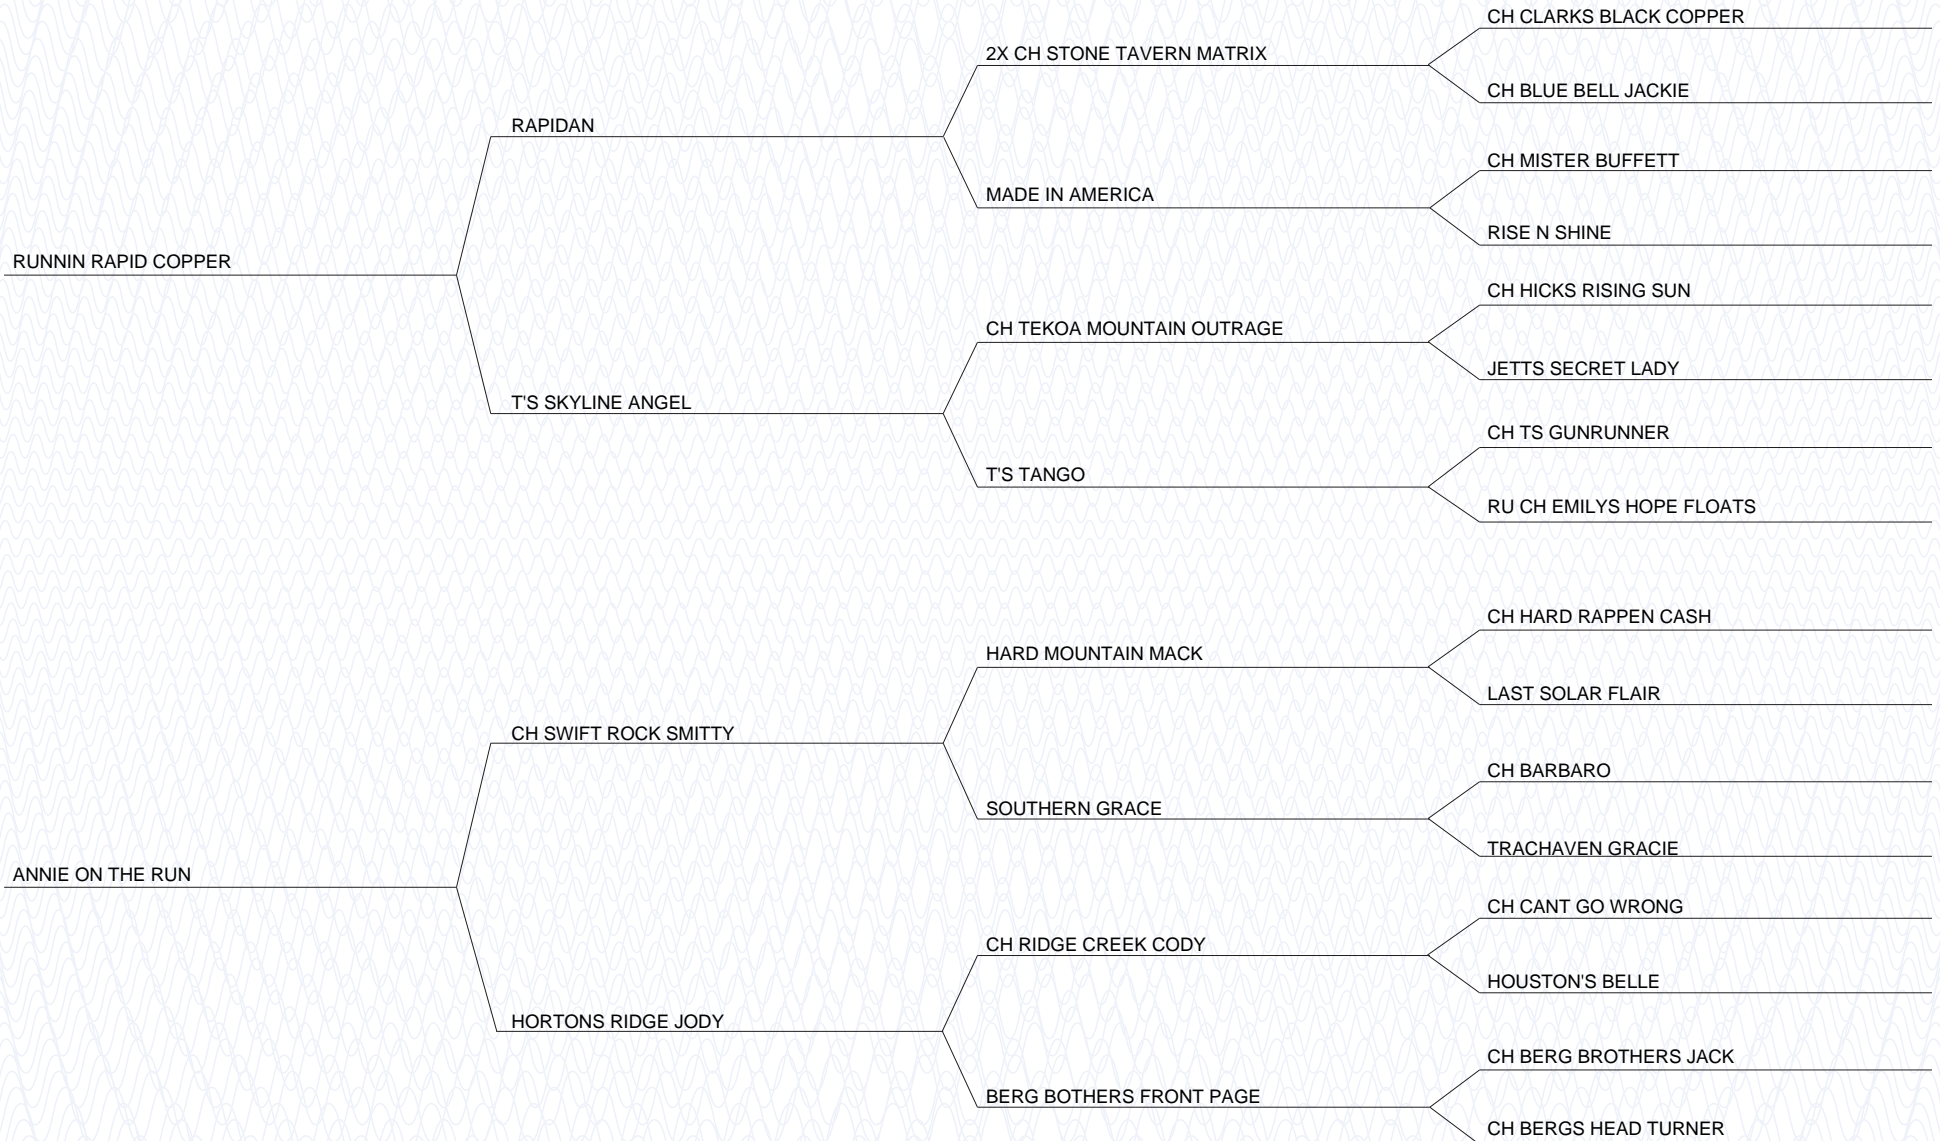 CH CLARKS BLACK COPPER
2X CH STONE TAVERN MATRIX
CH BLUE BELL JACKIE
RAPIDAN
CH MISTER BUFFETT
MADE IN AMERICA
RISE N SHINE
RUNNIN RAPID COPPER
CH HICKS RISING SUN
CH TEKOA MOUNTAIN OUTRAGE
JETTS SECRET LADY
T'S SKYLINE ANGEL
CH TS GUNRUNNER
T'S TANGO
RU CH EMILYS HOPE FLOATS
CH HARD RAPPEN CASH
HARD MOUNTAIN MACK
LAST SOLAR FLAIR
CH SWIFT ROCK SMITTY
CH BARBARO
SOUTHERN GRACE
TRACHAVEN GRACIE
ANNIE ON THE RUN
CH CANT GO WRONG
CH RIDGE CREEK CODY
HOUSTON'S BELLE
HORTONS RIDGE JODY
CH BERG BROTHERS JACK
BERG BOTHERS FRONT PAGE
CH BERGS HEAD TURNER